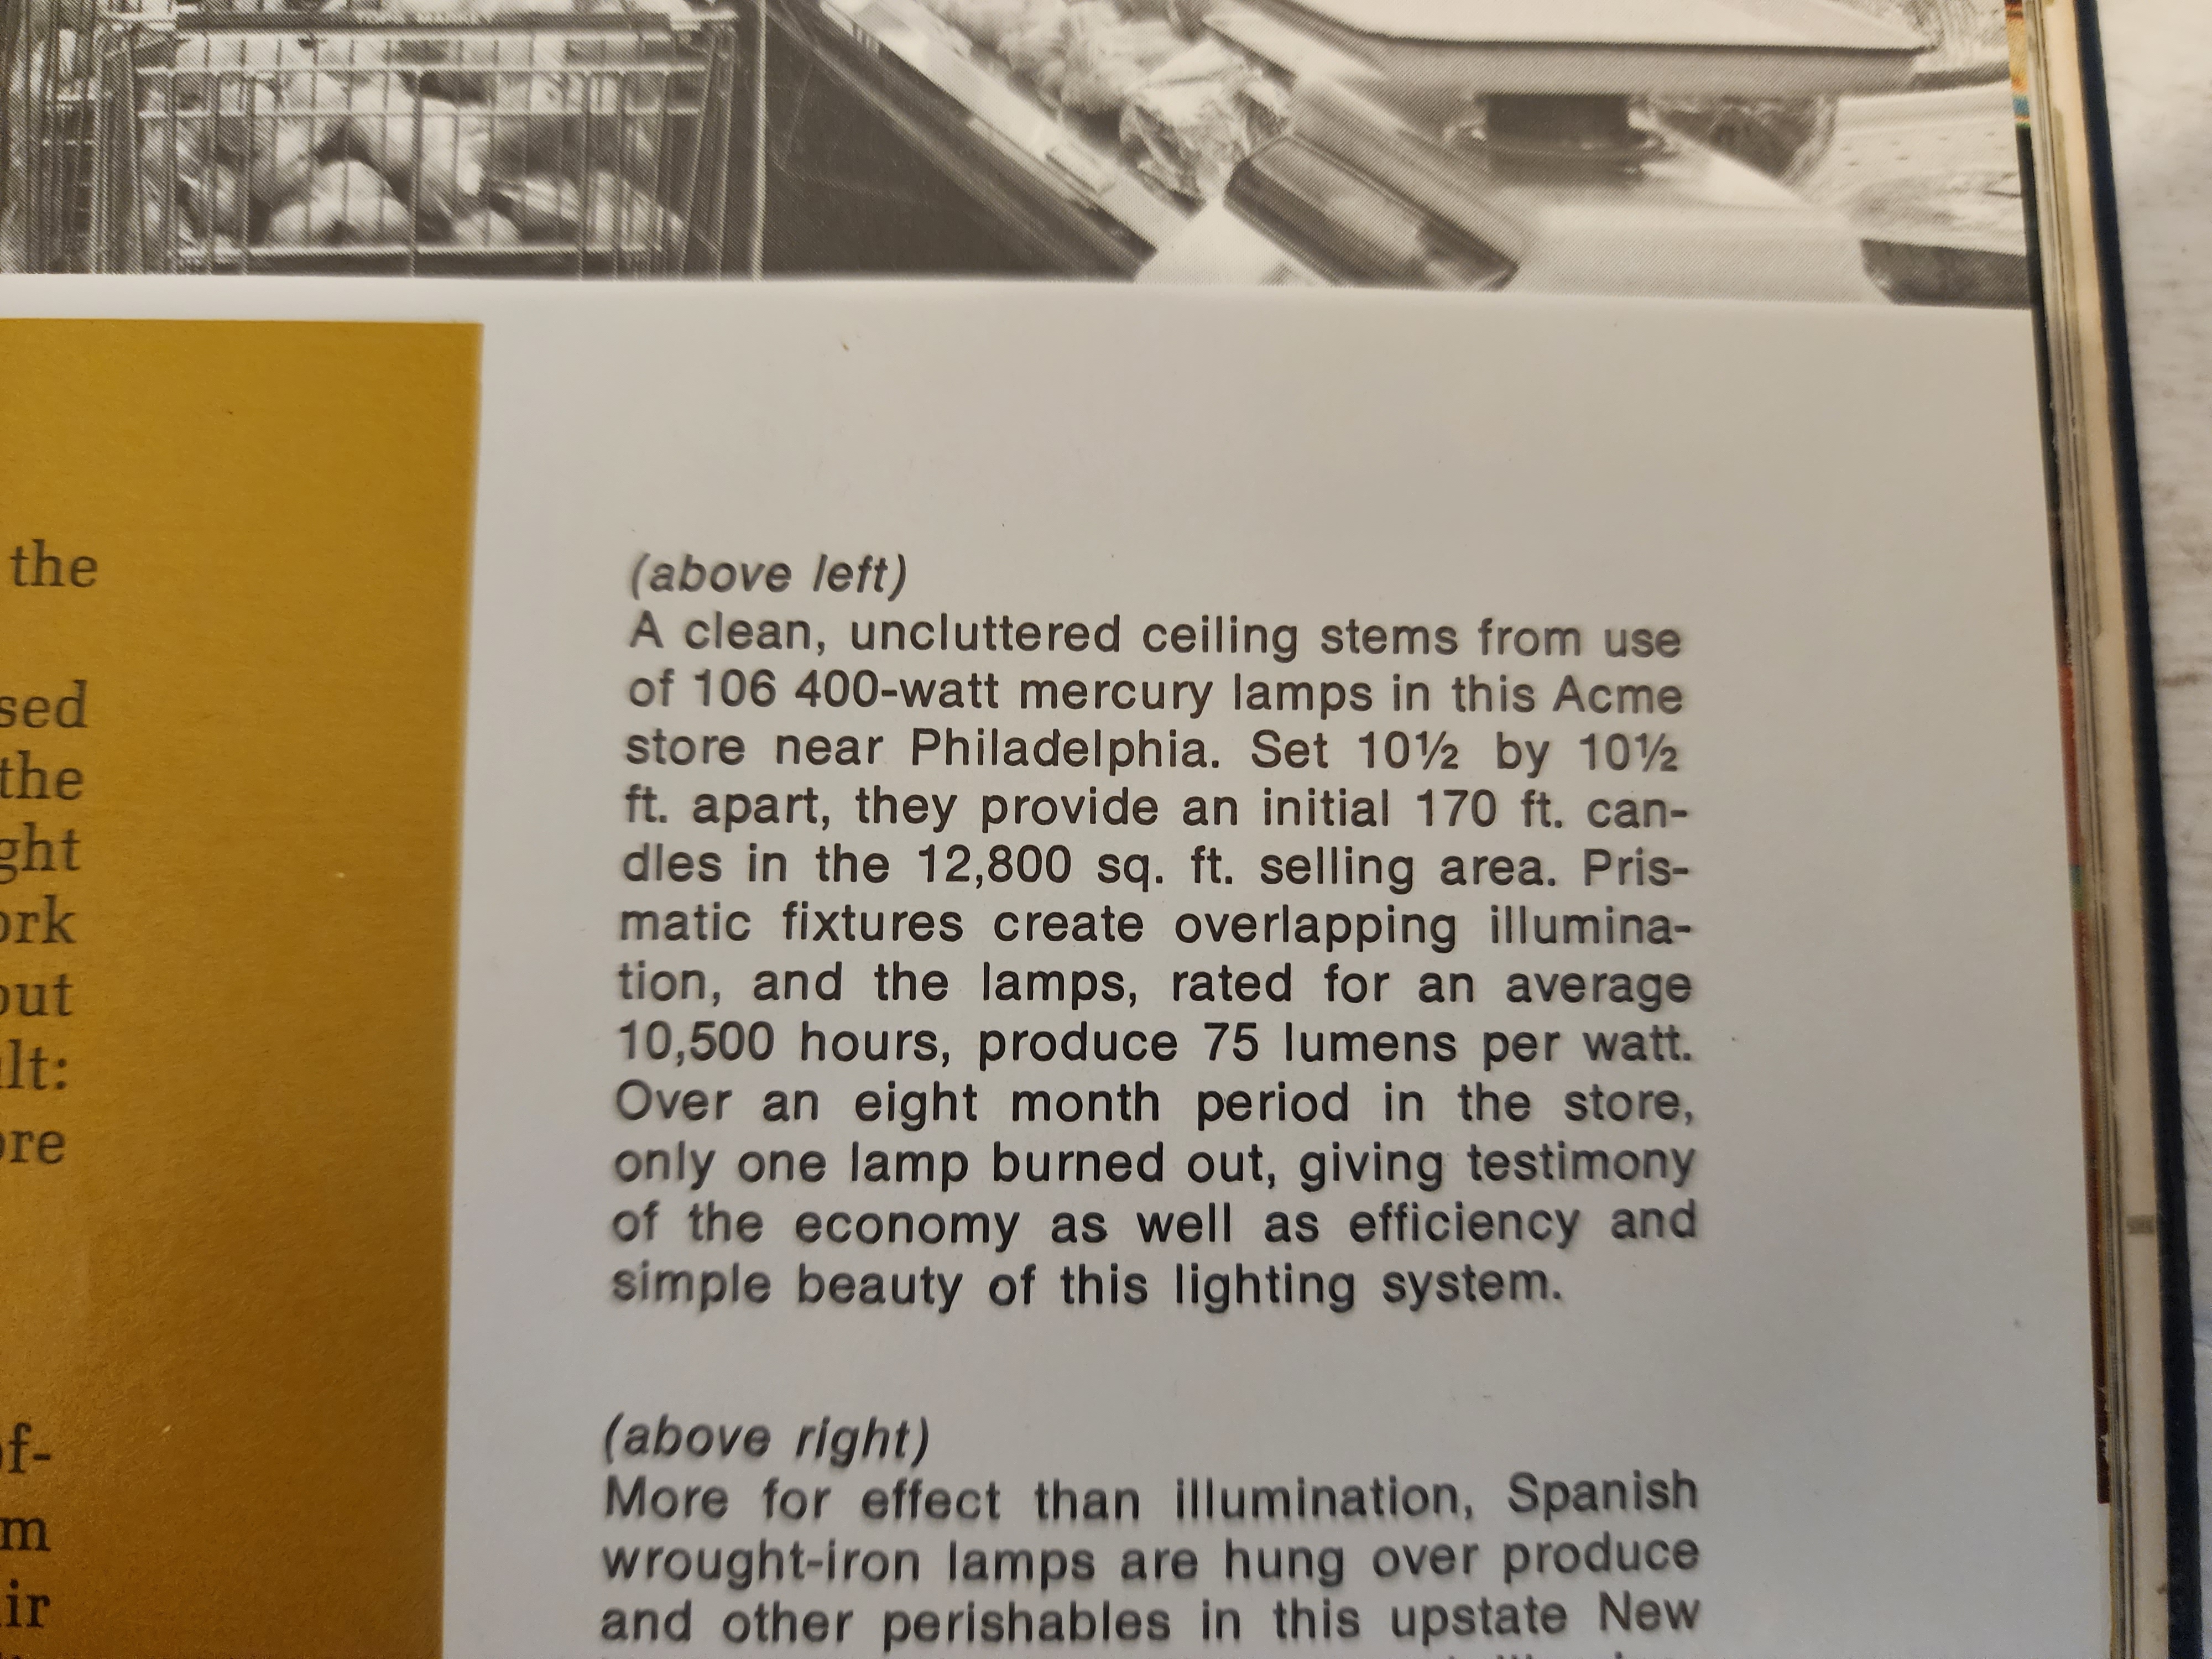 the
sed
the
ght
ork
out
lt:
ore
of-
m
ir
(above left)
A clean, uncluttered ceiling stems from use
of 106 400-watt mercury lamps in this Acme
store near Philadelphia. Set 10½ by 10½
ft. apart, they provide an initial 170 ft. can-
dles in the 12,800 sq. ft. selling area. Pris-
matic fixtures create overlapping illumina-
tion, and the lamps, rated for an average
10,500 hours, produce 75 lumens per watt.
Over an eight month period in the store,
only one lamp burned out, giving testimony
of the economy as well as efficiency and
simple beauty of this lighting system.
(above right)
More for effect than illumination, Spanish
wrought-iron lamps are hung over produce
and other perishables in this upstate New